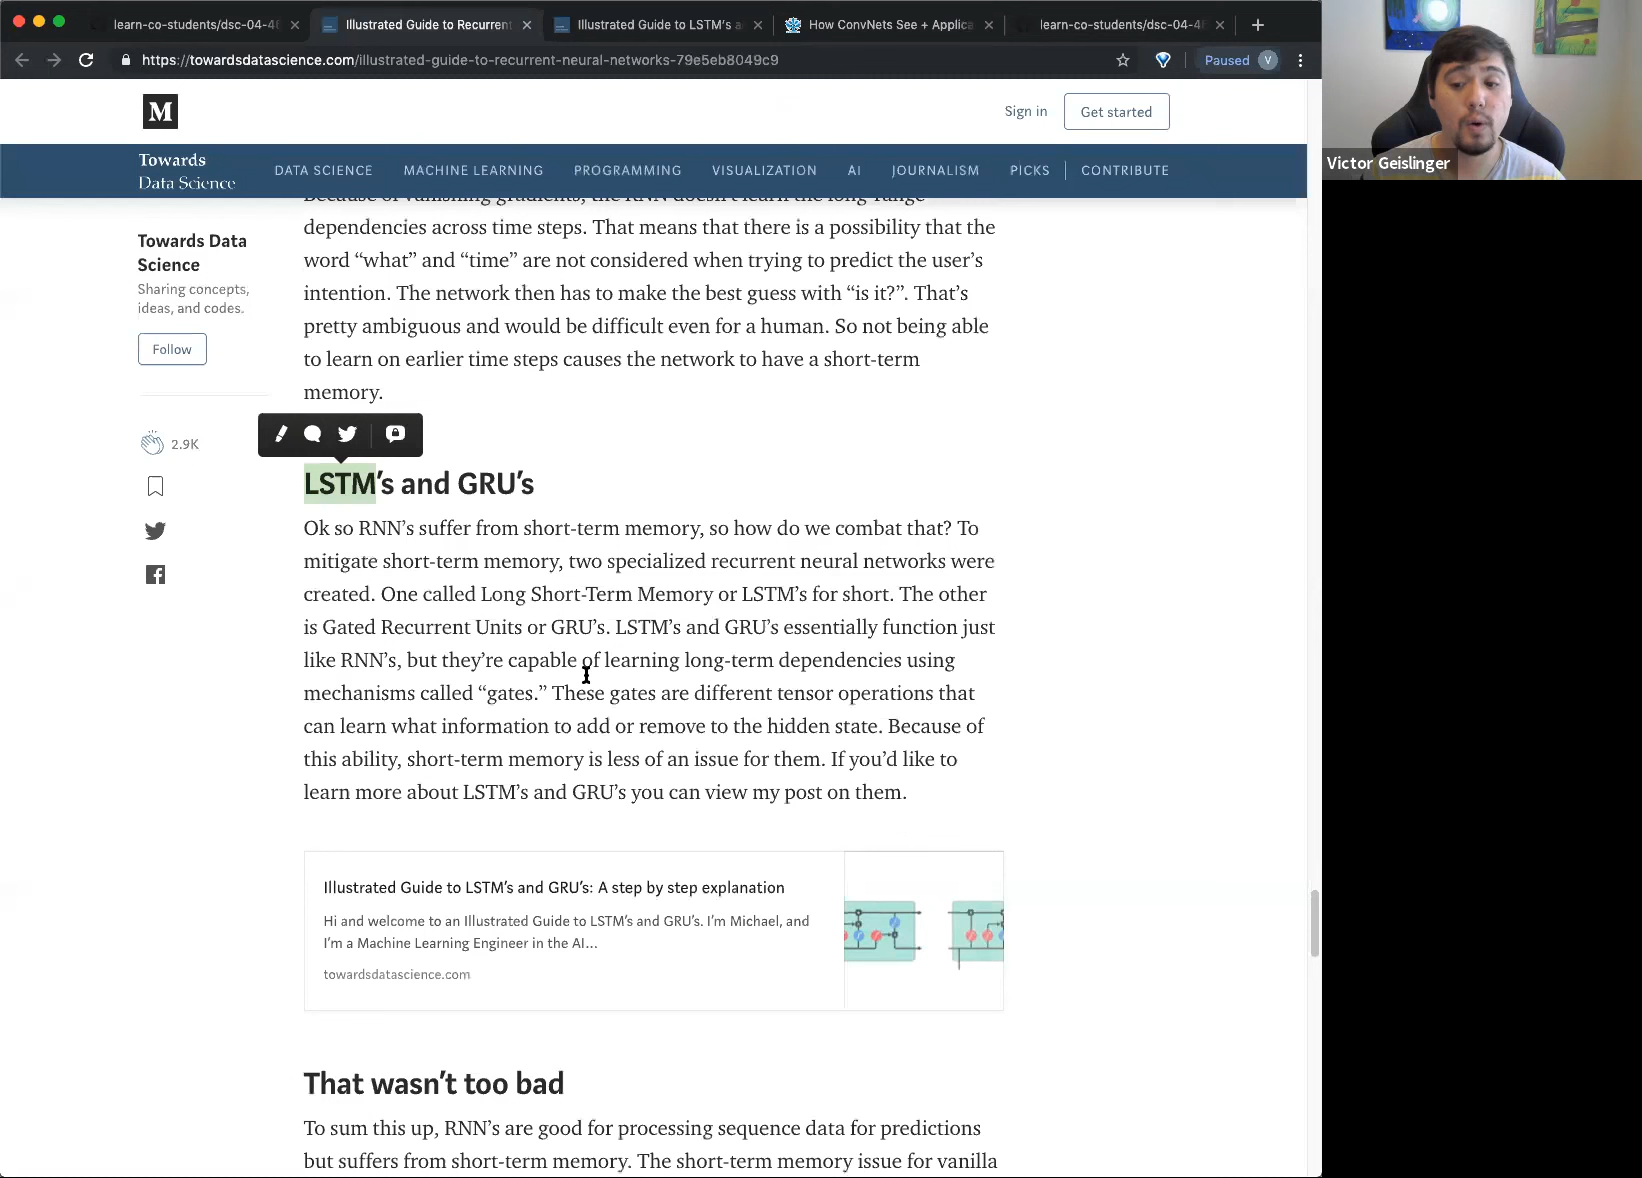 learn-co-students/dsc-04-4
Illustrated Guide to Recurrent
Illustrated Guide to LSTM's a
How ConvNets See + Applica
learn-co-students/dsc-04-4
https://towardsdatascience.com/illustrated-guide-to-recurrent-neural-networks-79e5eb8049c9
Paused V
M
Sign in
Get started
Towards
Data Science
DATA SCIENCE MACHINE LEARNING PROGRAMMING VISUALIZATION AI JOURNALISM PICKS CONTRIBUTE
Victor Geislinger
Towards Data
Science
Sharing concepts,
ideas, and codes.
Follow
2.9K
Because of vanishing gradients, the RNN doesn't learn the long-range
dependencies across time steps. That means that there is a possibility that the
word “what” and “time” are not considered when trying to predict the user’s
intention. The network then has to make the best guess with “is it?”. That’s
pretty ambiguous and would be difficult even for a human. So not being able
to learn on earlier time steps causes the network to have a short-term
memory.
LSTM’s and GRU’s
Ok so RNN’s suffer from short-term memory, so how do we combat that? To
mitigate short-term memory, two specialized recurrent neural networks were
created. One called Long Short-Term Memory or LSTM’s for short. The other
is Gated Recurrent Units or GRU’s. LSTM’s and GRU’s essentially function just
like RNN’s, but they’re capable of learning long-term dependencies using
mechanisms called “gates.” These gates are different tensor operations that
can learn what information to add or remove to the hidden state. Because of
this ability, short-term memory is less of an issue for them. If you’d like to
learn more about LSTM’s and GRU’s you can view my post on them.
Illustrated Guide to LSTM’s and GRU’s: A step by step explanation
Hi and welcome to an Illustrated Guide to LSTM’s and GRU’s. I’m Michael, and
I’m a Machine Learning Engineer in the AI...
towardsdatascience.com
That wasn’t too bad
To sum this up, RNN’s are good for processing sequence data for predictions
but suffers from short-term memory. The short-term memory issue for vanilla